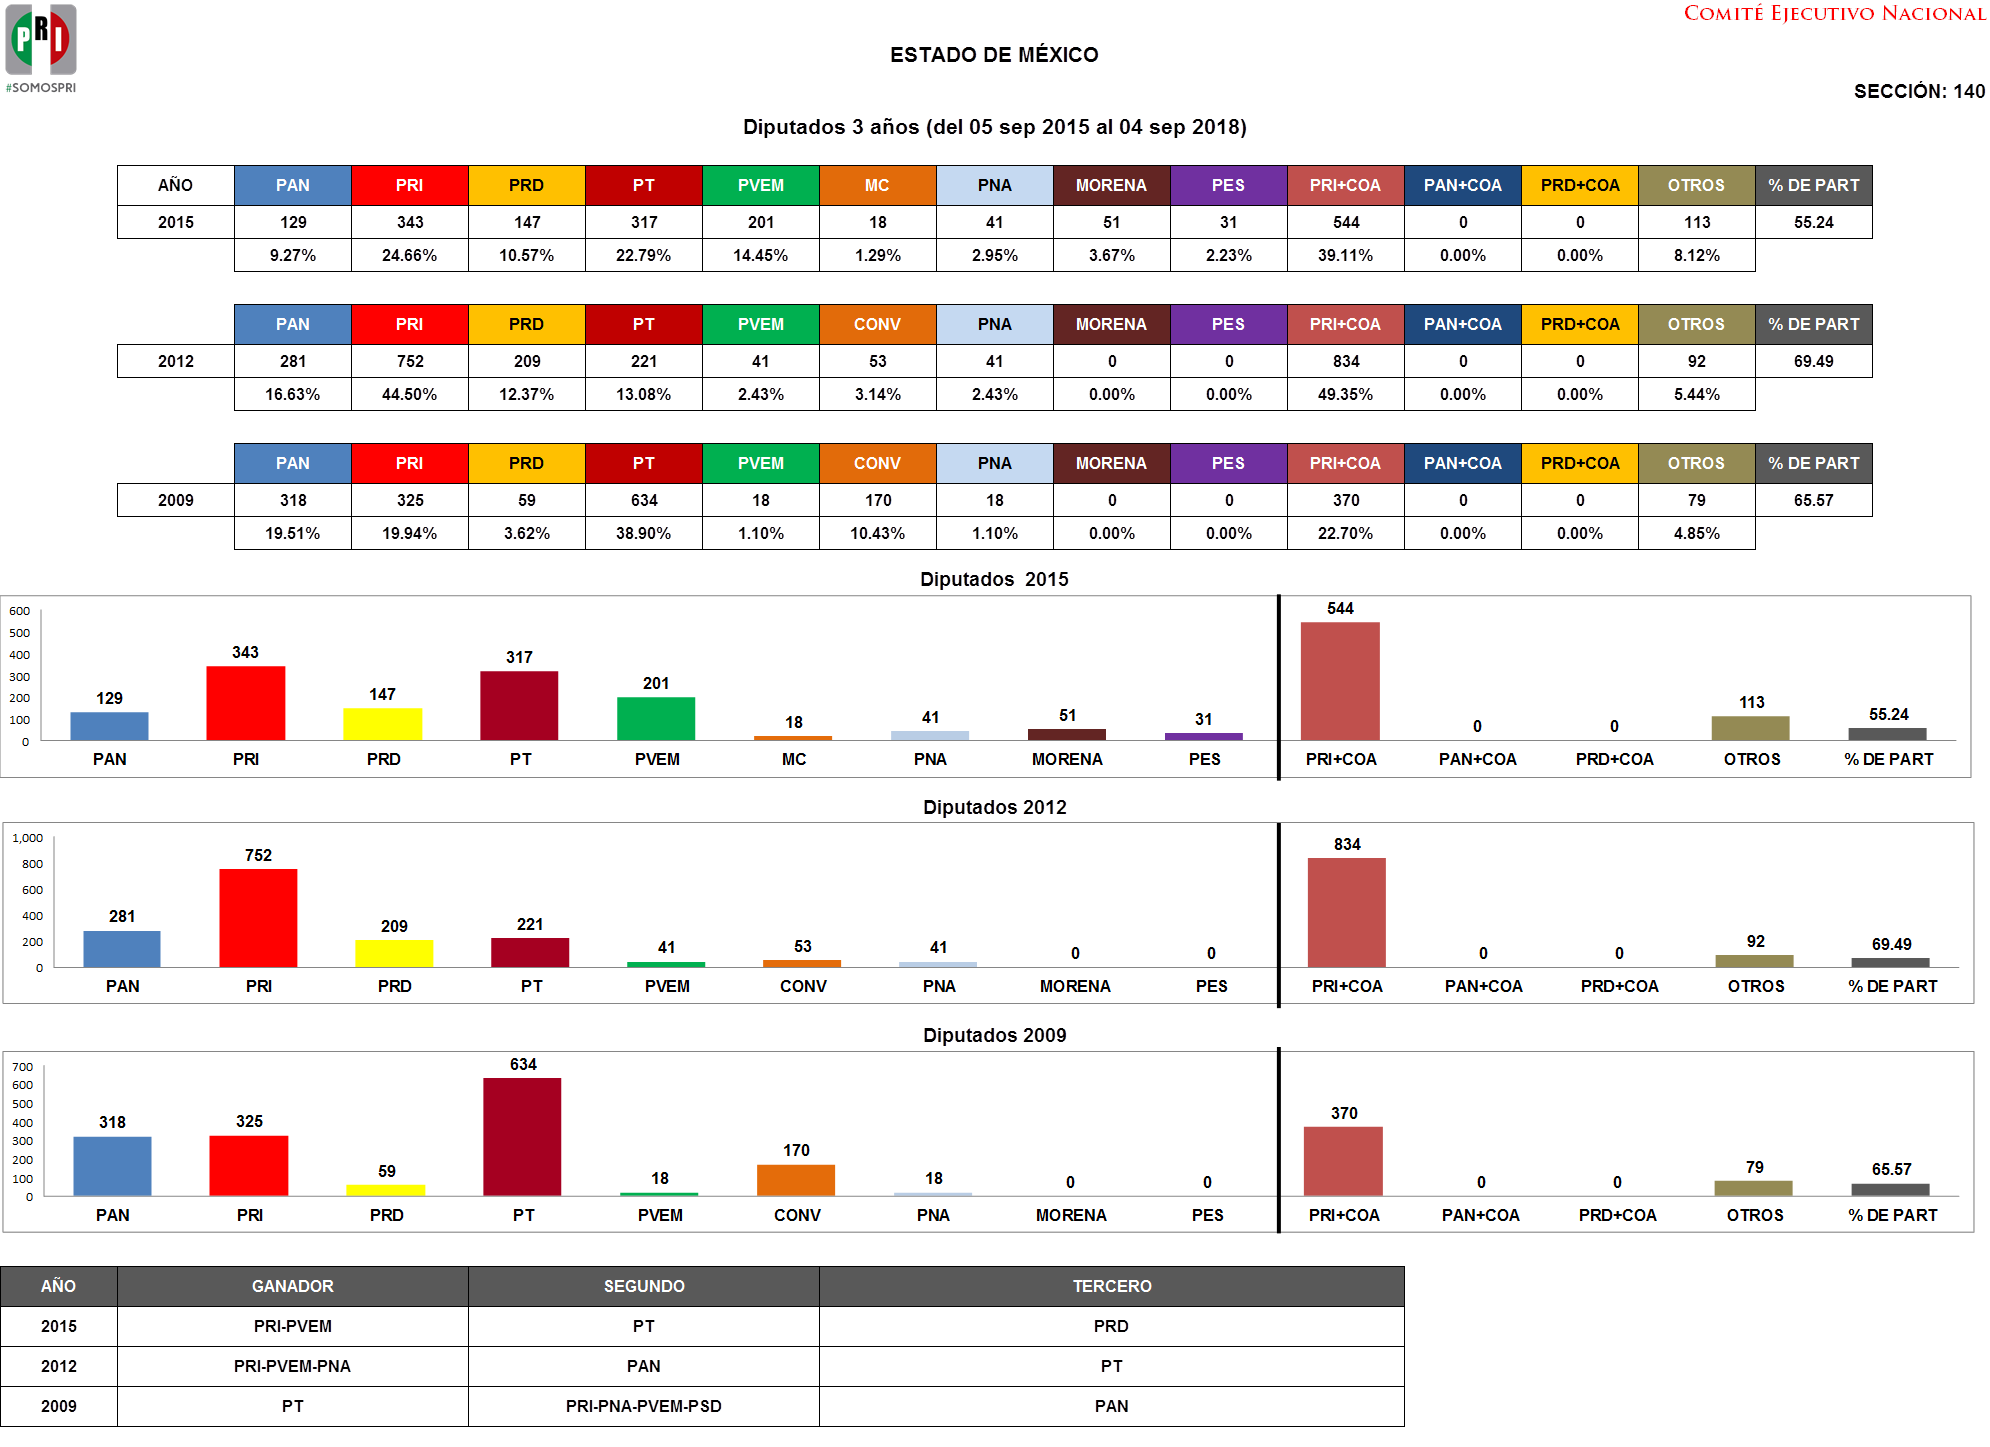 PRI
#SOMOSPRI
COMITÉ EJECUTIVO NACIONAL
ESTADO DE MÉXICO
SECCIÓN: 140
Diputados 3 años (del 05 sep 2015 al 04 sep 2018)
AÑO PAN PRI PRD PT PVEM MC PNA MORENA PES PRI+COA PAN+COA PRD+COA OTROS % DE PART
2015 129 343 147 317 201 18 41 51 31 544 0 0 113 55.24
9.27% 24.66% 10.57% 22.79% 14.45% 1.29% 2.95% 3.67% 2.23% 39.11% 0.00% 0.00% 8.12%
PAN PRI PRD PT PVEM CONV PNA MORENA PES PRI+COA PAN+COA PRD+COA OTROS % DE PART
2012 281 752 209 221 41 53 41 0 0 834 0 0 92 69.49
16.63% 44.50% 12.37% 13.08% 2.43% 3.14% 2.43% 0.00% 0.00% 49.35% 0.00% 0.00% 5.44%
PAN PRI PRD PT PVEM CONV PNA MORENA PES PRI+COA PAN+COA PRD+COA OTROS % DE PART
2009 318 325 59 634 18 170 18 0 0 370 0 0 79 65.57
19.51% 19.94% 3.62% 38.90% 1.10% 10.43% 1.10% 0.00% 0.00% 22.70% 0.00% 0.00% 4.85%
Diputados 2015
600
500
400
300
200
100
0
129 343 147 317 201 18 41 51 31 544 0 0 113 55.24
PAN PRI PRD PT PVEM MC PNA MORENA PES PRI+COA PAN+COA PRD+COA OTROS % DE PART
Diputados 2012
1,000
800
600
400
200
0
281 752 209 221 41 53 41 0 0 834 0 0 92 69.49
PAN PRI PRD PT PVEM CONV PNA MORENA PES PRI+COA PAN+COA PRD+COA OTROS % DE PART
Diputados 2009
700
600
500
400
300
200
100
0
318 325 59 634 18 170 18 0 0 370 0 0 79 65.57
PAN PRI PRD PT PVEM CONV PNA MORENA PES PRI+COA PAN+COA PRD+COA OTROS % DE PART
AÑO GANADOR SEGUNDO TERCERO
2015 PRI-PVEM PT PRD
2012 PRI-PVEM-PNA PAN PT
2009 PT PRI-PNA-PVEM-PSD PAN